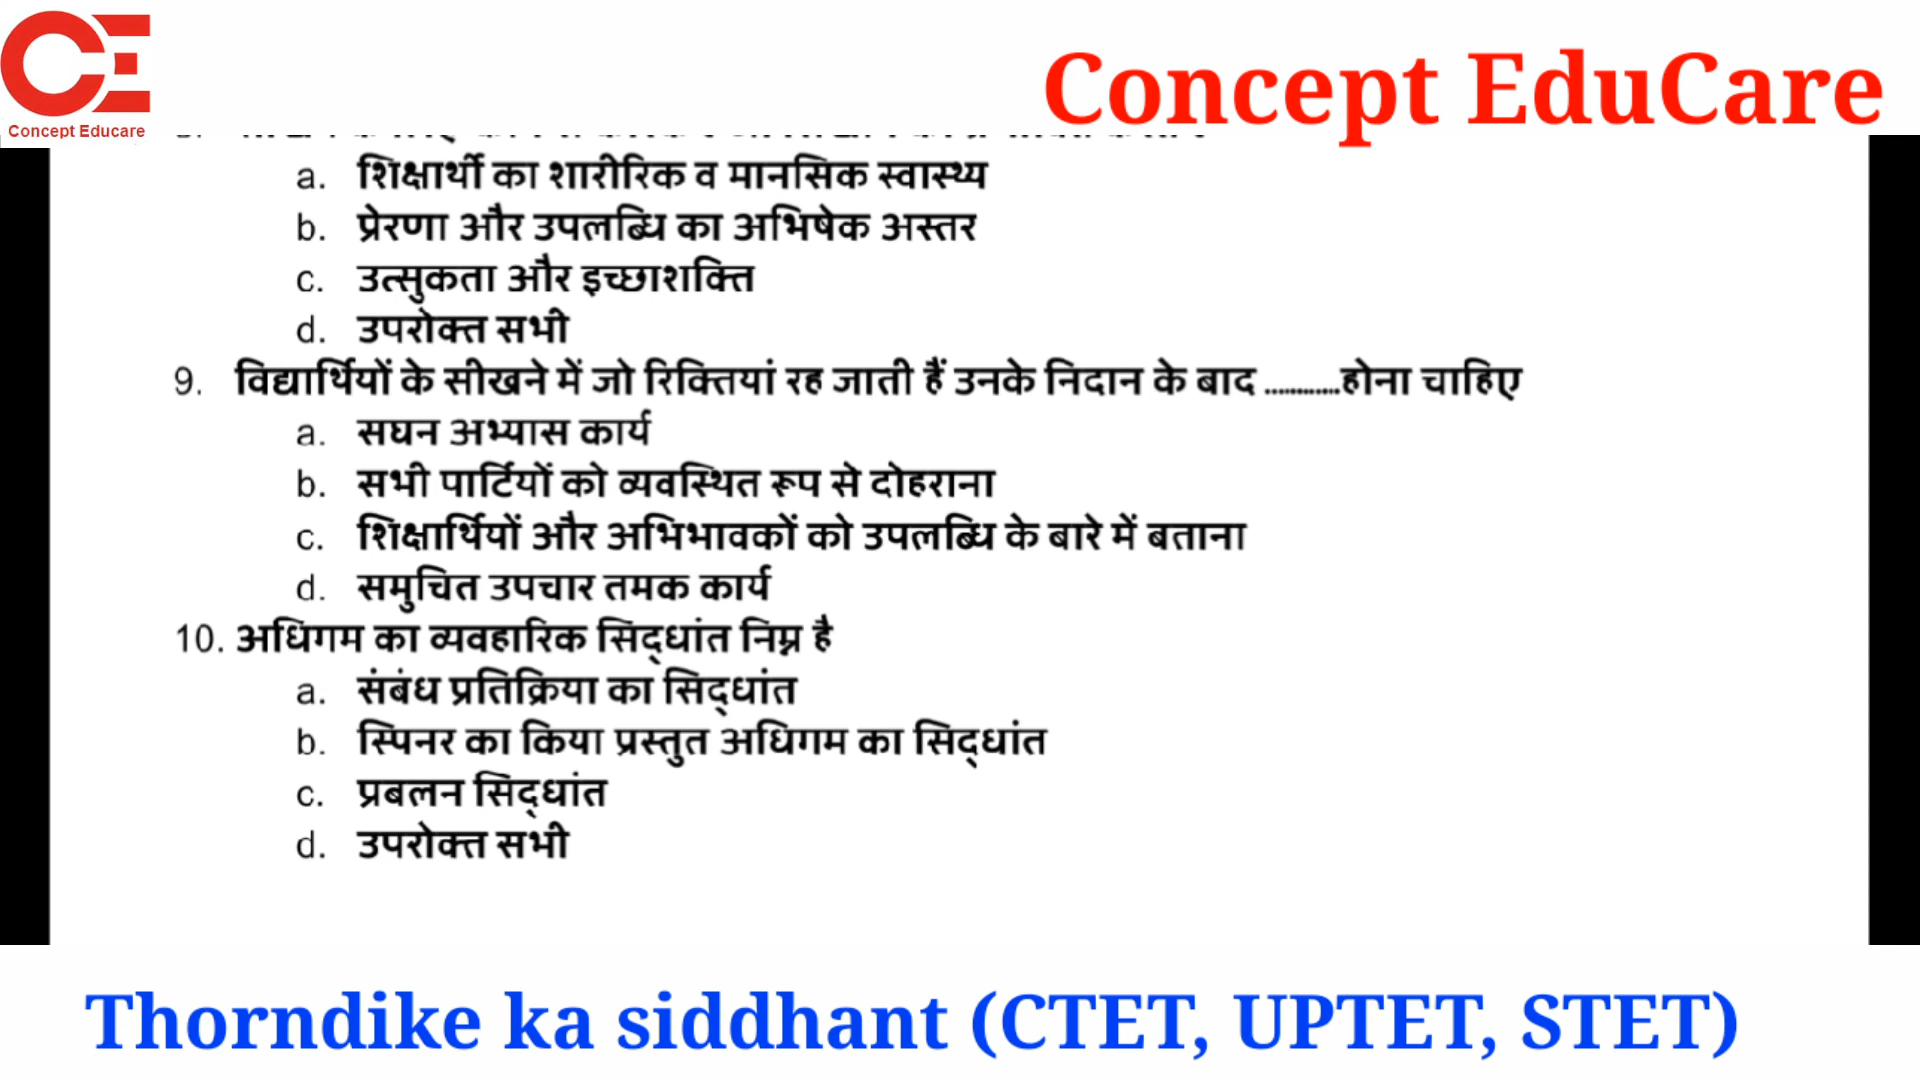 CE
Concept Educare
Concept EduCare
a. शिक्षार्थी का शारीरिक व मानसिक स्वास्थ्य
b. प्रेरणा और उपलब्धि का अभिषेक अस्तर
c. उत्सुकता और इच्छाशक्ति
d. उपरोक्त सभी
9. विद्यार्थियों के सीखने में जो रिक्तियां रह जाती हैं उनके निदान के बाद ............होना चाहिए
a. सघन अभ्यास कार्य
b. सभी पार्टियों को व्यवस्थित रूप से दोहराना
c. शिक्षार्थियों और अभिभावकों को उपलब्धि के बारे में बताना
d. समुचित उपचार तमक कार्य
10. अधिगम का व्यवहारिक सिद्धांत निम्न है
a. संबंध प्रतिक्रिया का सिद्धांत
b. स्पिनर का किया प्रस्तुत अधिगम का सिद्धांत
c. प्रबलन सिद्धांत
d. उपरोक्त सभी
Thorndike ka siddhant (CTET, UPTET, STET)